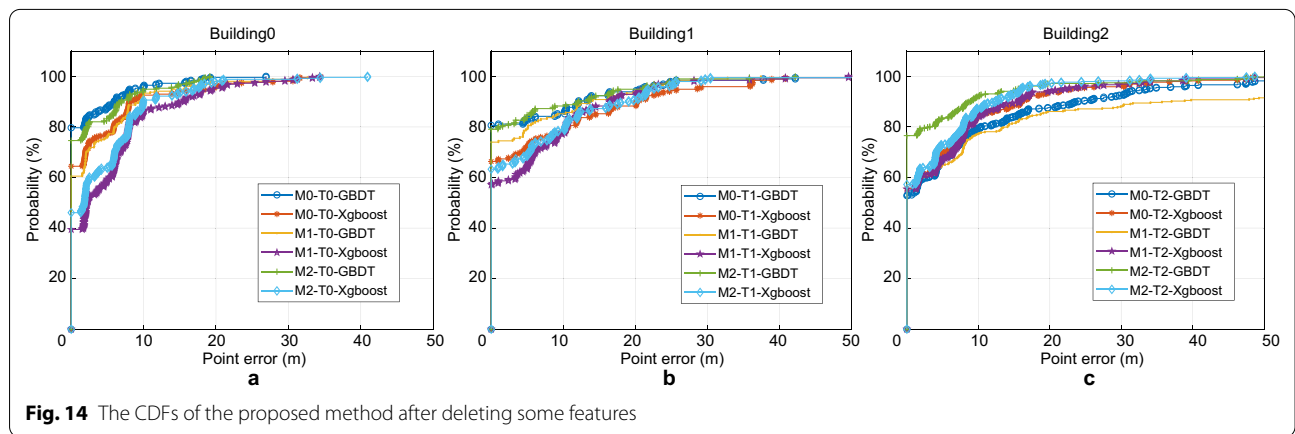 Building0
100
80
60
40
20
0
10
20
30
40
50
Probability (%)
Point error (m)
M0-T0-GBDT
M0-T0-Xgboost
M1-T0-GBDT
M1-T0-Xgboost
M2-T0-GBDT
M2-T0-Xgboost
a
Building1
100
80
60
40
20
0
10
20
30
40
50
Probability (%)
Point error (m)
M0-T1-GBDT
M0-T1-Xgboost
M1-T1-GBDT
M1-T1-Xgboost
M2-T1-GBDT
M2-T1-Xgboost
b
Building2
100
80
60
40
20
0
10
20
30
40
50
Probability (%)
Point error (m)
M0-T2-GBDT
M0-T2-Xgboost
M1-T2-GBDT
M1-T2-Xgboost
M2-T2-GBDT
M2-T2-Xgboost
c
Fig. 14 The CDFs of the proposed method after deleting some features